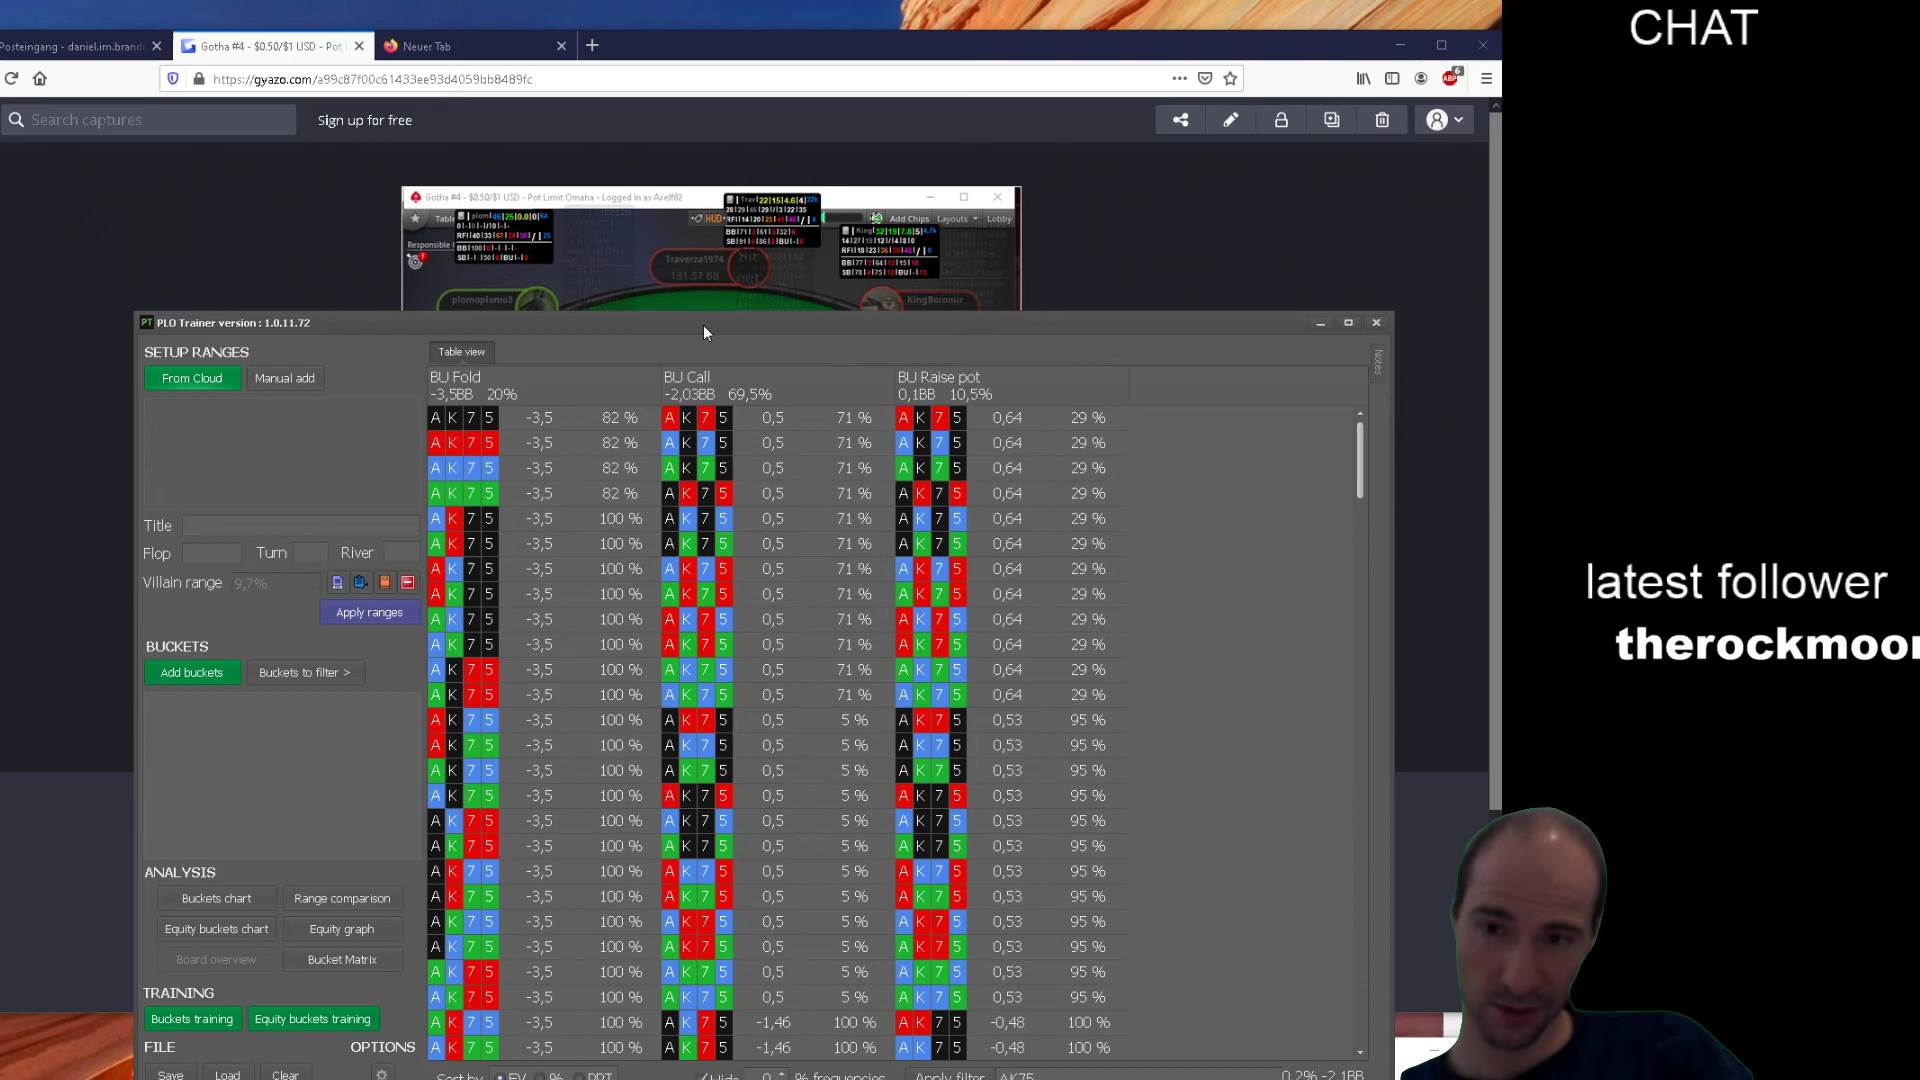 CHAT
Posteingang - daniel.im.brand
Gotha #4 - $0.50/$1 USD - Pot L
Neuer Tab
https://gyazo.com/a99c87f00c61433ee93d4059bb8489fc
ABP 6
Search captures
Sign up for free
Gotha #4 - $0.50/$1 USD - Pot Limit Omaha - Logged In as Axelf82
HUD
Add Chips
Layouts
Lobby
Traverza1974
131.57 BB
plomoplomo3
KingBoromir
PT PLO Trainer version : 1.0.11.72
SETUP RANGES
From Cloud
Manual add
Title
Flop
Turn
River
Villain range 9,7%
Apply ranges
BUCKETS
Add buckets
Buckets to filter >
ANALYSIS
Buckets chart
Range comparison
Equity buckets chart
Equity graph
Board overview
Bucket Matrix
TRAINING
Buckets training
Equity buckets training
FILE
OPTIONS
Save
Load
Clear
Table view
Notes
BU Fold BU Call BU Raise pot
-3,5BB 20% -2,03BB 69,5% 0,1BB 10,5%
A K 7 5 -3,5 82 % A K 7 5 0,5 71 % A K 7 5 0,64 29 %
A K 7 5 -3,5 82 % A K 7 5 0,5 71 % A K 7 5 0,64 29 %
A K 7 5 -3,5 82 % A K 7 5 0,5 71 % A K 7 5 0,64 29 %
A K 7 5 -3,5 82 % A K 7 5 0,5 71 % A K 7 5 0,64 29 %
A K 7 5 -3,5 100 % A K 7 5 0,5 71 % A K 7 5 0,64 29 %
A K 7 5 -3,5 100 % A K 7 5 0,5 71 % A K 7 5 0,64 29 %
A K 7 5 -3,5 100 % A K 7 5 0,5 71 % A K 7 5 0,64 29 %
A K 7 5 -3,5 100 % A K 7 5 0,5 71 % A K 7 5 0,64 29 %
A K 7 5 -3,5 100 % A K 7 5 0,5 71 % A K 7 5 0,64 29 %
A K 7 5 -3,5 100 % A K 7 5 0,5 71 % A K 7 5 0,64 29 %
A K 7 5 -3,5 100 % A K 7 5 0,5 71 % A K 7 5 0,64 29 %
A K 7 5 -3,5 100 % A K 7 5 0,5 71 % A K 7 5 0,64 29 %
A K 7 5 -3,5 100 % A K 7 5 0,5 5 % A K 7 5 0,53 95 %
A K 7 5 -3,5 100 % A K 7 5 0,5 5 % A K 7 5 0,53 95 %
A K 7 5 -3,5 100 % A K 7 5 0,5 5 % A K 7 5 0,53 95 %
A K 7 5 -3,5 100 % A K 7 5 0,5 5 % A K 7 5 0,53 95 %
A K 7 5 -3,5 100 % A K 7 5 0,5 5 % A K 7 5 0,53 95 %
A K 7 5 -3,5 100 % A K 7 5 0,5 5 % A K 7 5 0,53 95 %
A K 7 5 -3,5 100 % A K 7 5 0,5 5 % A K 7 5 0,53 95 %
A K 7 5 -3,5 100 % A K 7 5 0,5 5 % A K 7 5 0,53 95 %
A K 7 5 -3,5 100 % A K 7 5 0,5 5 % A K 7 5 0,53 95 %
A K 7 5 -3,5 100 % A K 7 5 0,5 5 % A K 7 5 0,53 95 %
A K 7 5 -3,5 100 % A K 7 5 0,5 5 % A K 7 5 0,53 95 %
A K 7 5 -3,5 100 % A K 7 5 0,5 5 % A K 7 5 0,53 95 %
A K 7 5 -3,5 100 % A K 7 5 -1,46 100 % A K 7 5 -0,48 100 %
A K 7 5 -3,5 100 % A K 7 5 -1,46 100 % A K 7 5 -0,48 100 %
Sort by EV % PPT Hide 0 % frequencies Apply filter AK75 0,2% -2,1BB
latest follower
therockmoon